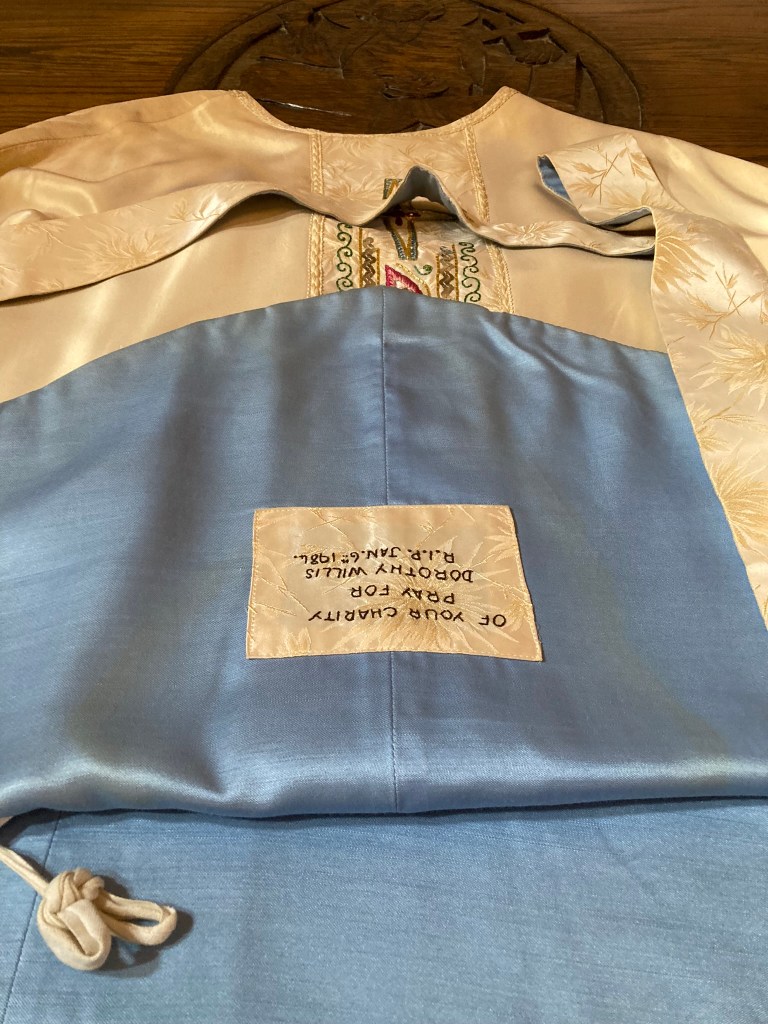 OF YOUR CHARITY
PRAY FOR
DOROTHY WILLIS
R.I.P. JAN. 6TH 1984.